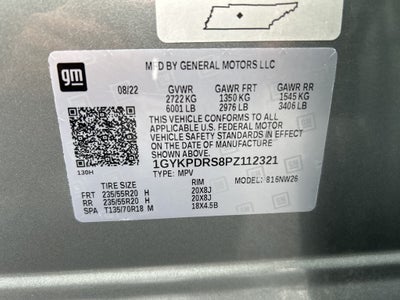 gm
MFD BY GENERAL MOTORS LLC
08/22 GVWR GAWR FRT GAWR RR
2722 KG 1350 KG 1545 KG
6001 LB 2976 LB 3406 LB
THIS VEHICLE CONFORMS TO ALL
APPLICABLE U.S. FEDERAL MOTOR
VEHICLE SAFETY STANDARDS IN EFFECT
ON THE DATE OF MANUFACTURE
SHOWN ABOVE.
1GYKPDRS8PZ112321
130H TYPE: MPV
TIRE SIZE RIM MODEL: 616NW26
FRT 235/55R20 H 20X8J
RR 235/55R20 H 20X8J
SPA T135/70R18 M 18X4.5B